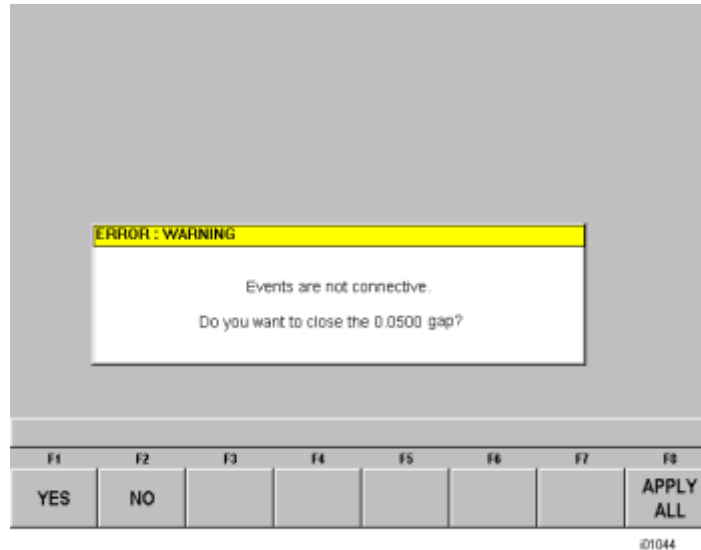 ERROR : WARNING
Events are not connective.
Do you want to close the 0.0500 gap?
F1 F2 F3 F4 F5 F6 F7 F8
YES NO APPLY
ALL
i01044